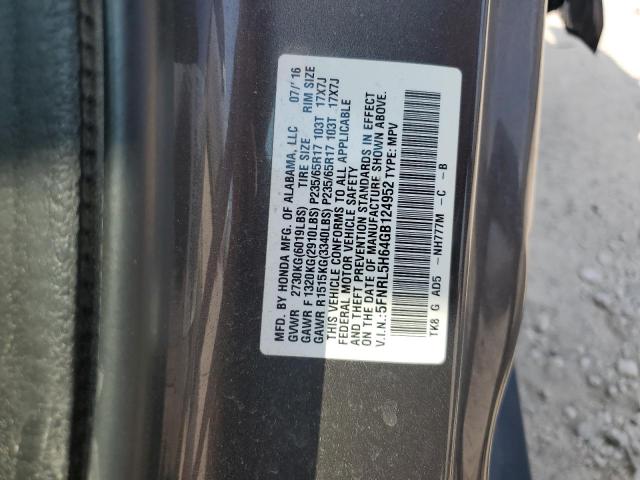 MFD. BY HONDA MFG. OF ALABAMA, LLC 07/'16
GVWR 2730KG(6019LBS) TIRE SIZE RIM SIZE
GAWR F 1320KG(2910LBS) P235/65R17 103T 17X7J
GAWR R1515KG(3340LBS) P235/65R17 103T 17X7J
THIS VEHICLE CONFORMS TO ALL APPLICABLE
FEDERAL MOTOR VEHICLE SAFETY
AND THEFT PREVENTION STANDARDS IN EFFECT
ON THE DATE OF MANUFACTURE SHOWN ABOVE.
V.I.N.:5FNRL5H64GB124952 TYPE: MPV
TK8 G AD5 -NH777M -C -B